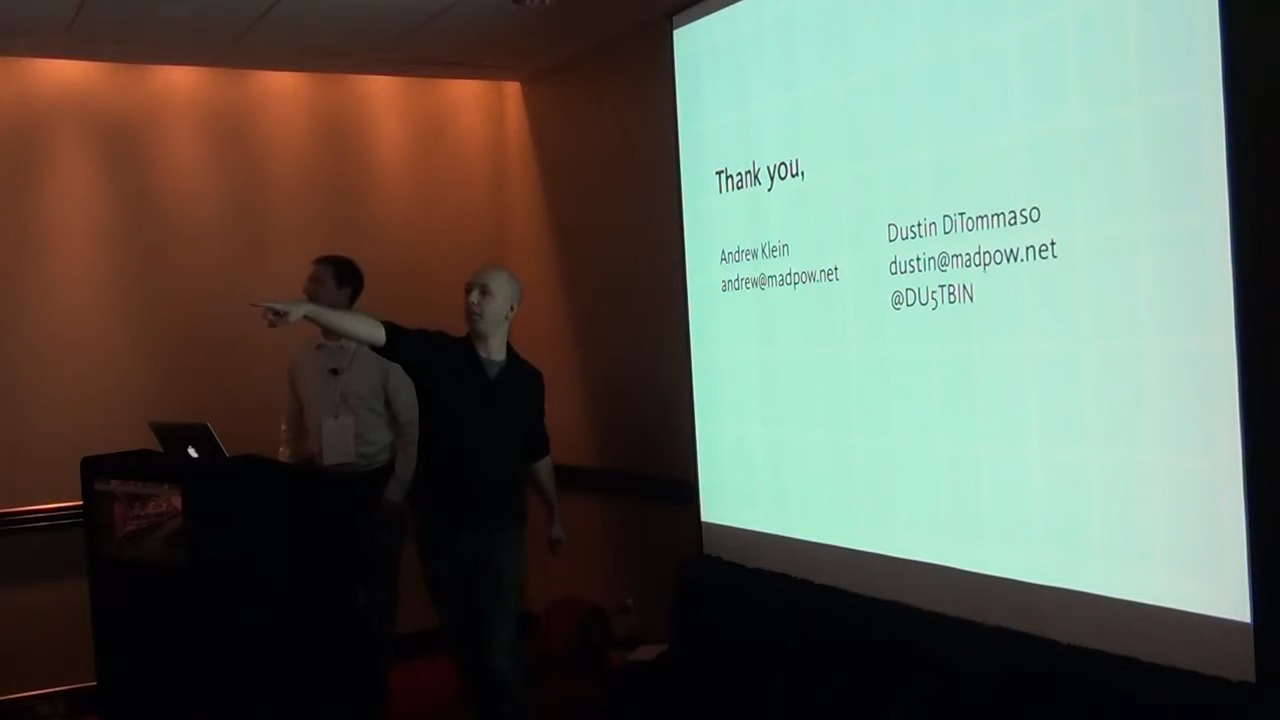 Thank you,
Andrew Klein
andrew@madpow.net
Dustin DiTommaso
dustin@madpow.net
@DU5TBIN